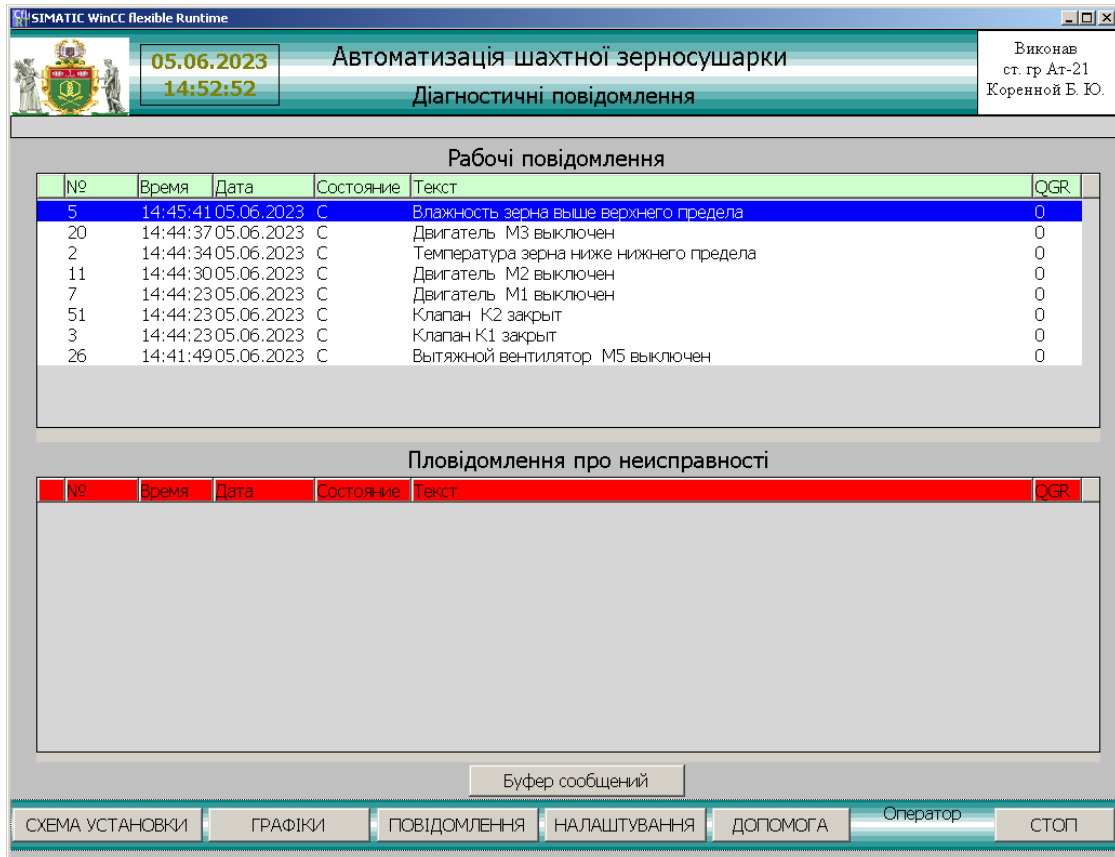 SIMATIC WinCC flexible Runtime
05.06.2023
14:52:52
Автоматизація шахтної зерносушарки
Діагностичні повідомлення
Виконав
ст. гр Ат-21
Коренной Б. Ю.
Рабочі повідомлення
№ Время Дата Состояние Текст QGR
5 14:45:41 05.06.2023 C Влажность зерна выше верхнего предела 0
20 14:44:37 05.06.2023 C Двигатель М3 выключен 0
2 14:44:34 05.06.2023 C Температура зерна ниже нижнего предела 0
11 14:44:30 05.06.2023 C Двигатель М2 выключен 0
7 14:44:23 05.06.2023 C Двигатель М1 выключен 0
51 14:44:23 05.06.2023 C Клапан К2 закрыт 0
3 14:44:23 05.06.2023 C Клапан К1 закрыт 0
26 14:41:49 05.06.2023 C Вытяжной вентилятор М5 выключен 0
Пловідомлення про неисправності
№ Время Дата Состояние Текст QGR
Буфер сообщений
СХЕМА УСТАНОВКИ ГРАФІКИ ПОВІДОМЛЕННЯ НАЛАШТУВАННЯ ДОПОМОГА Оператор СТОП